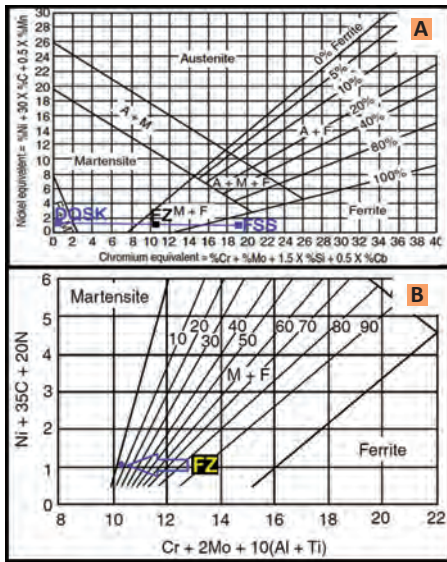 A
Nickel equivalent = %Ni + 30 X %C + 0.5 X %Mn
30
28
26
24
22
20
18
16
14
12
10
8
6
4
2
0
Austenite
0% Ferrite
5%
10%
20%
40%
80%
100%
A + M
A + F
Martensite
A + M + F
M + F
Ferrite
DQSK
FZ
FSS
0 2 4 6 8 10 12 14 16 18 20 22 24 26 28 30 32 34 36 38 40
Chromium equivalent = %Cr + %Mo + 1.5 X %Si + 0.5 X %Cb
B
Ni + 35C + 20N
6
5
4
3
2
1
0
Martensite
10 20 30 40 50 60 70 80 90
M + F
FZ
Ferrite
8 10 12 14 16 18 20 22
Cr + 2Mo + 10(Al + Ti)